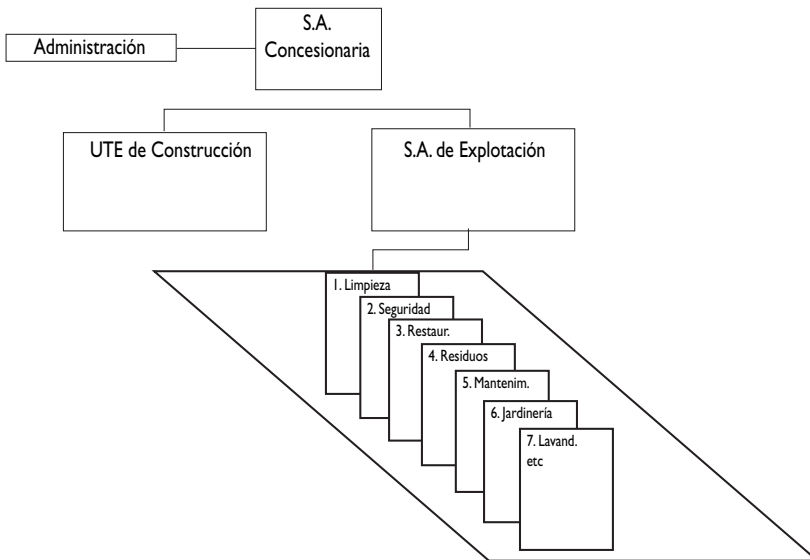 S.A.
Concesionaria
Administración
UTE de Construcción
S.A. de Explotación
1. Limpieza
2. Seguridad
3. Restaur.
4. Residuos
5. Mantenim.
6. Jardinería
7. Lavand.
etc